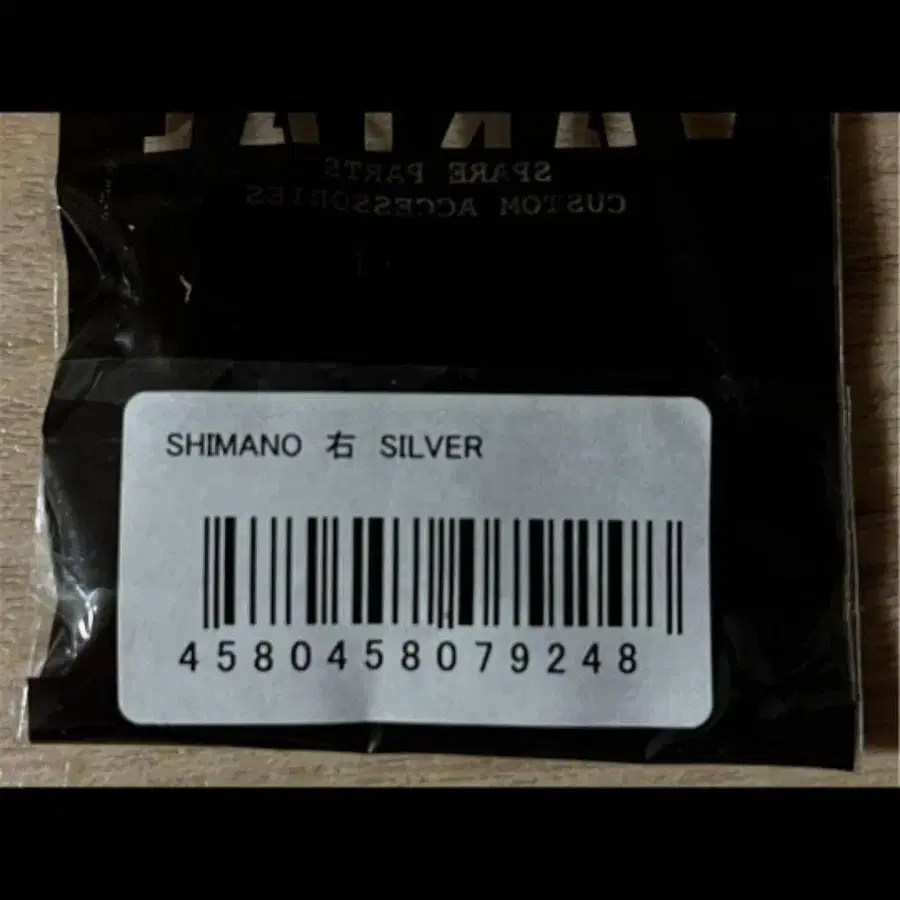 SPARE PARTS
CUSTOM ACCESSORIES
SHIMANO 右 SILVER
4580458079248